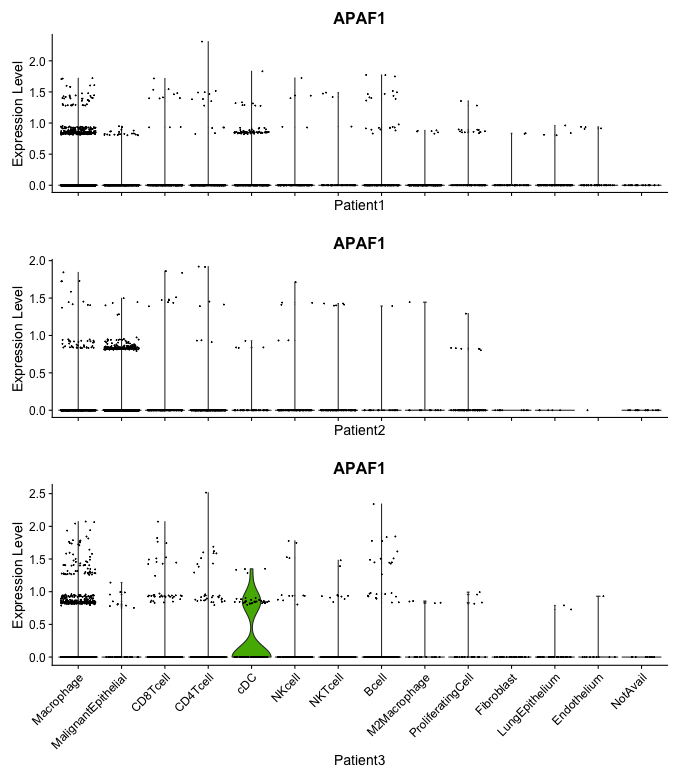 APAF1
Expression Level
2.0
1.5
1.0
0.5
0.0
Patient1
APAF1
Expression Level
2.0
1.5
1.0
0.5
0.0
Patient2
APAF1
Expression Level
2.5
2.0
1.5
1.0
0.5
0.0
Macrophage
MalignantEpithelial
CD8Tcell
CD4Tcell
cDC
NKcell
NKTcell
Bcell
M2Macrophage
ProliferatingCell
Fibroblast
LungEpithelium
Endothelium
NotAvail
Patient3